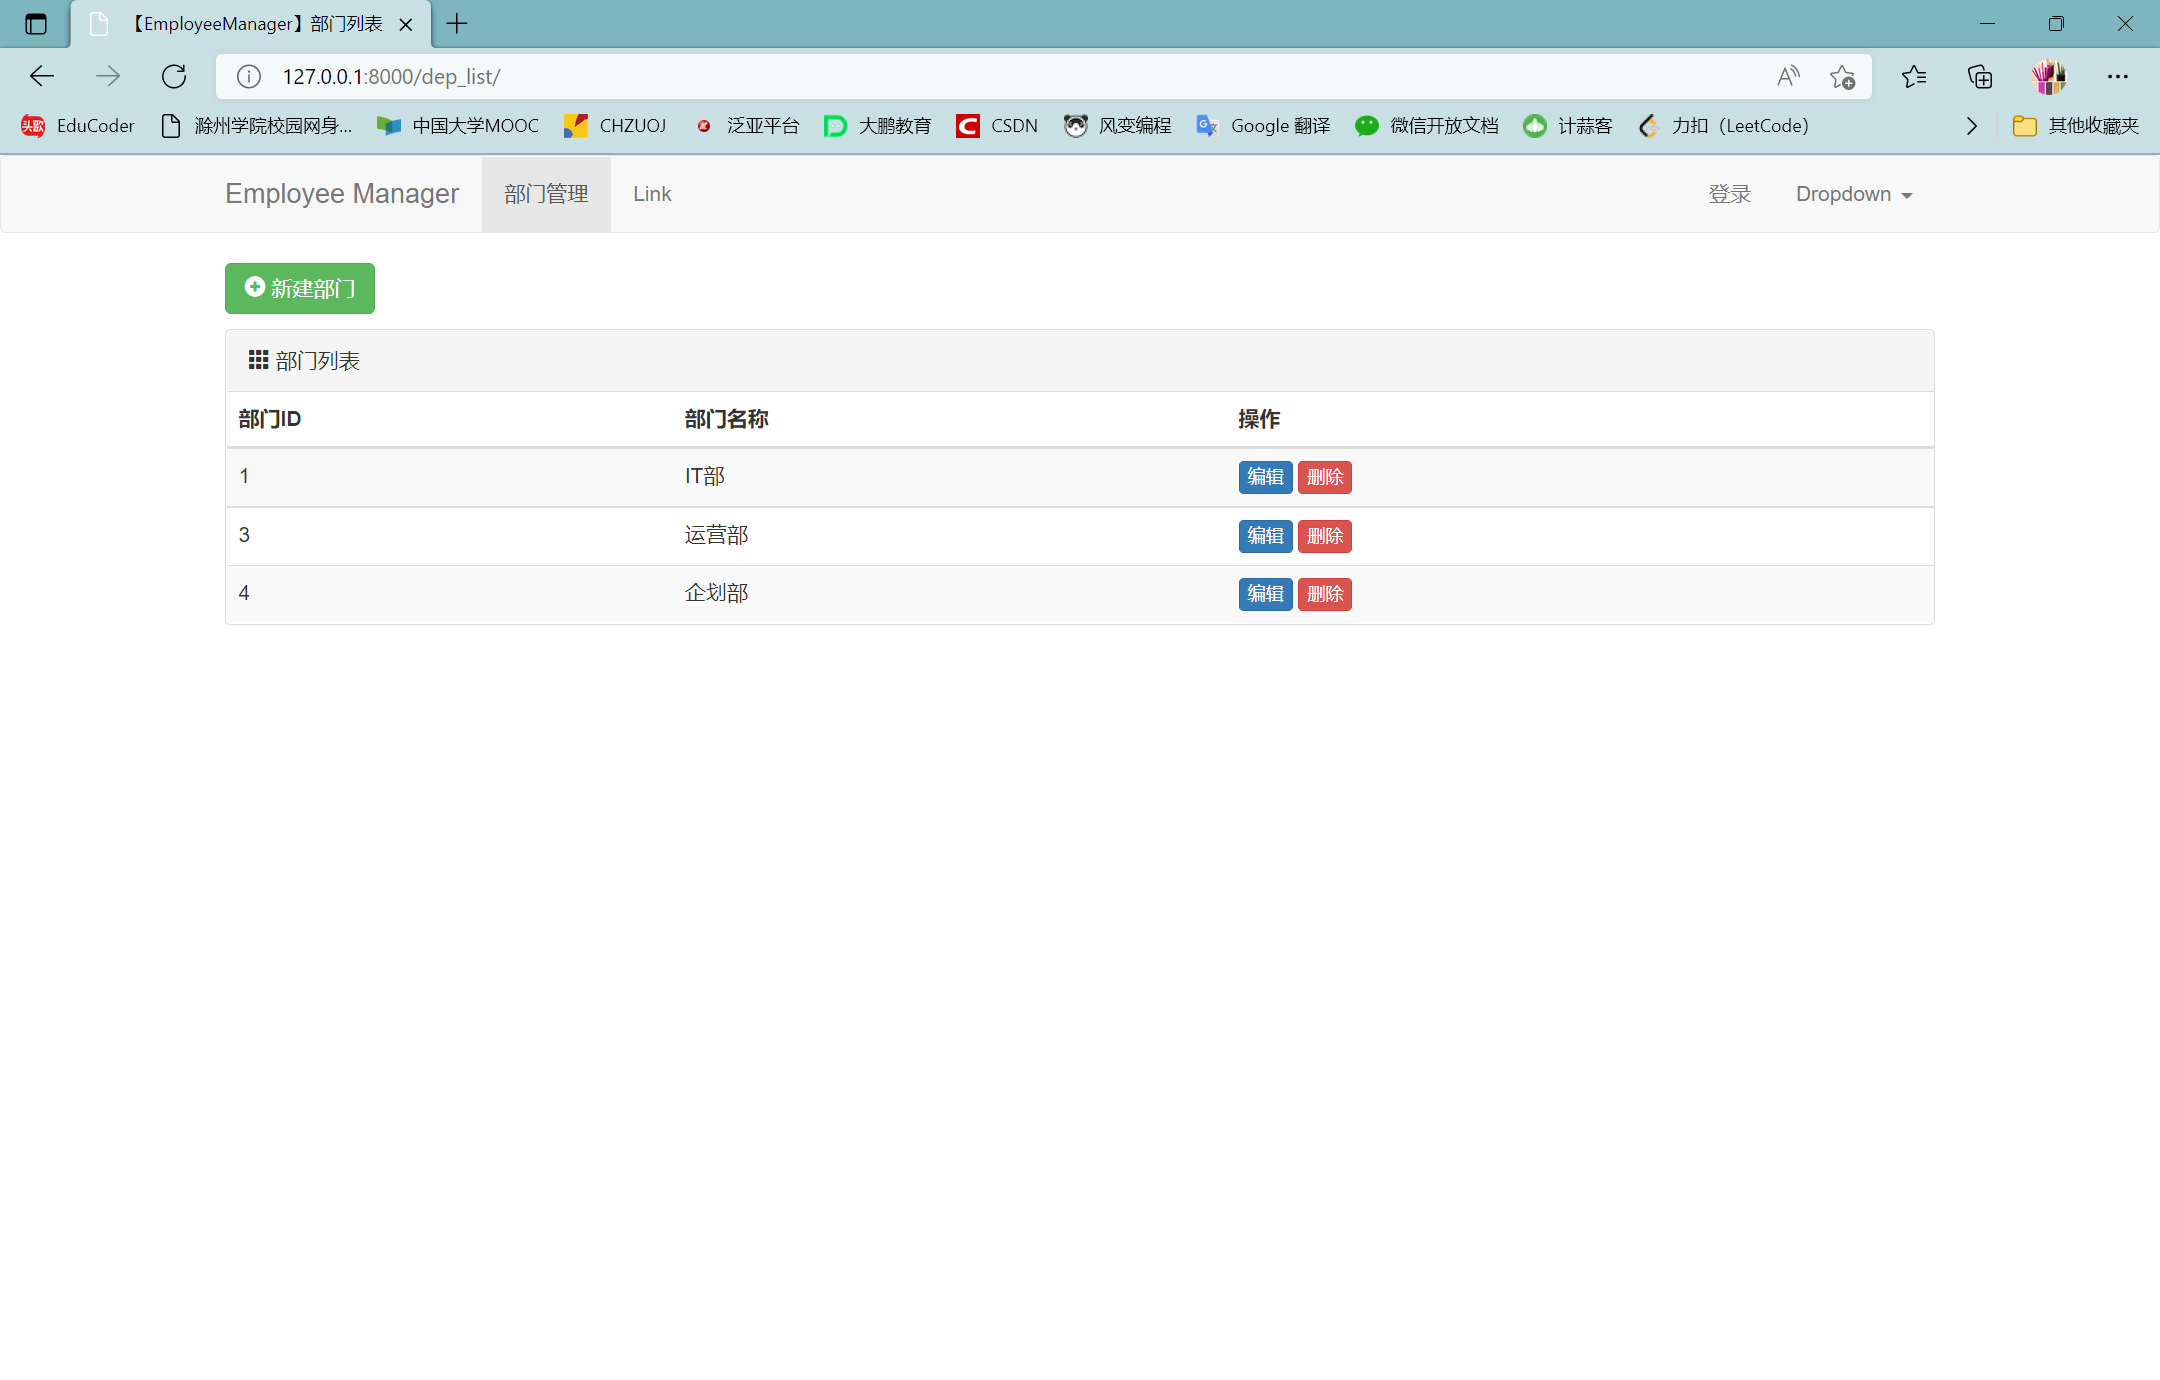 【EmployeeManager】部门列表
127.0.0.1:8000/dep_list/
EduCoder 滁州学院校园网身... 中国大学MOOC CHZUOJ 泛亚平台 大鹏教育 CSDN 风变编程 Google 翻译 微信开放文档 计蒜客 力扣（LeetCode） 其他收藏夹
Employee Manager 部门管理 Link 登录 Dropdown
新建部门
部门列表
部门ID 部门名称 操作
1 IT部 编辑 删除
3 运营部 编辑 删除
4 企划部 编辑 删除